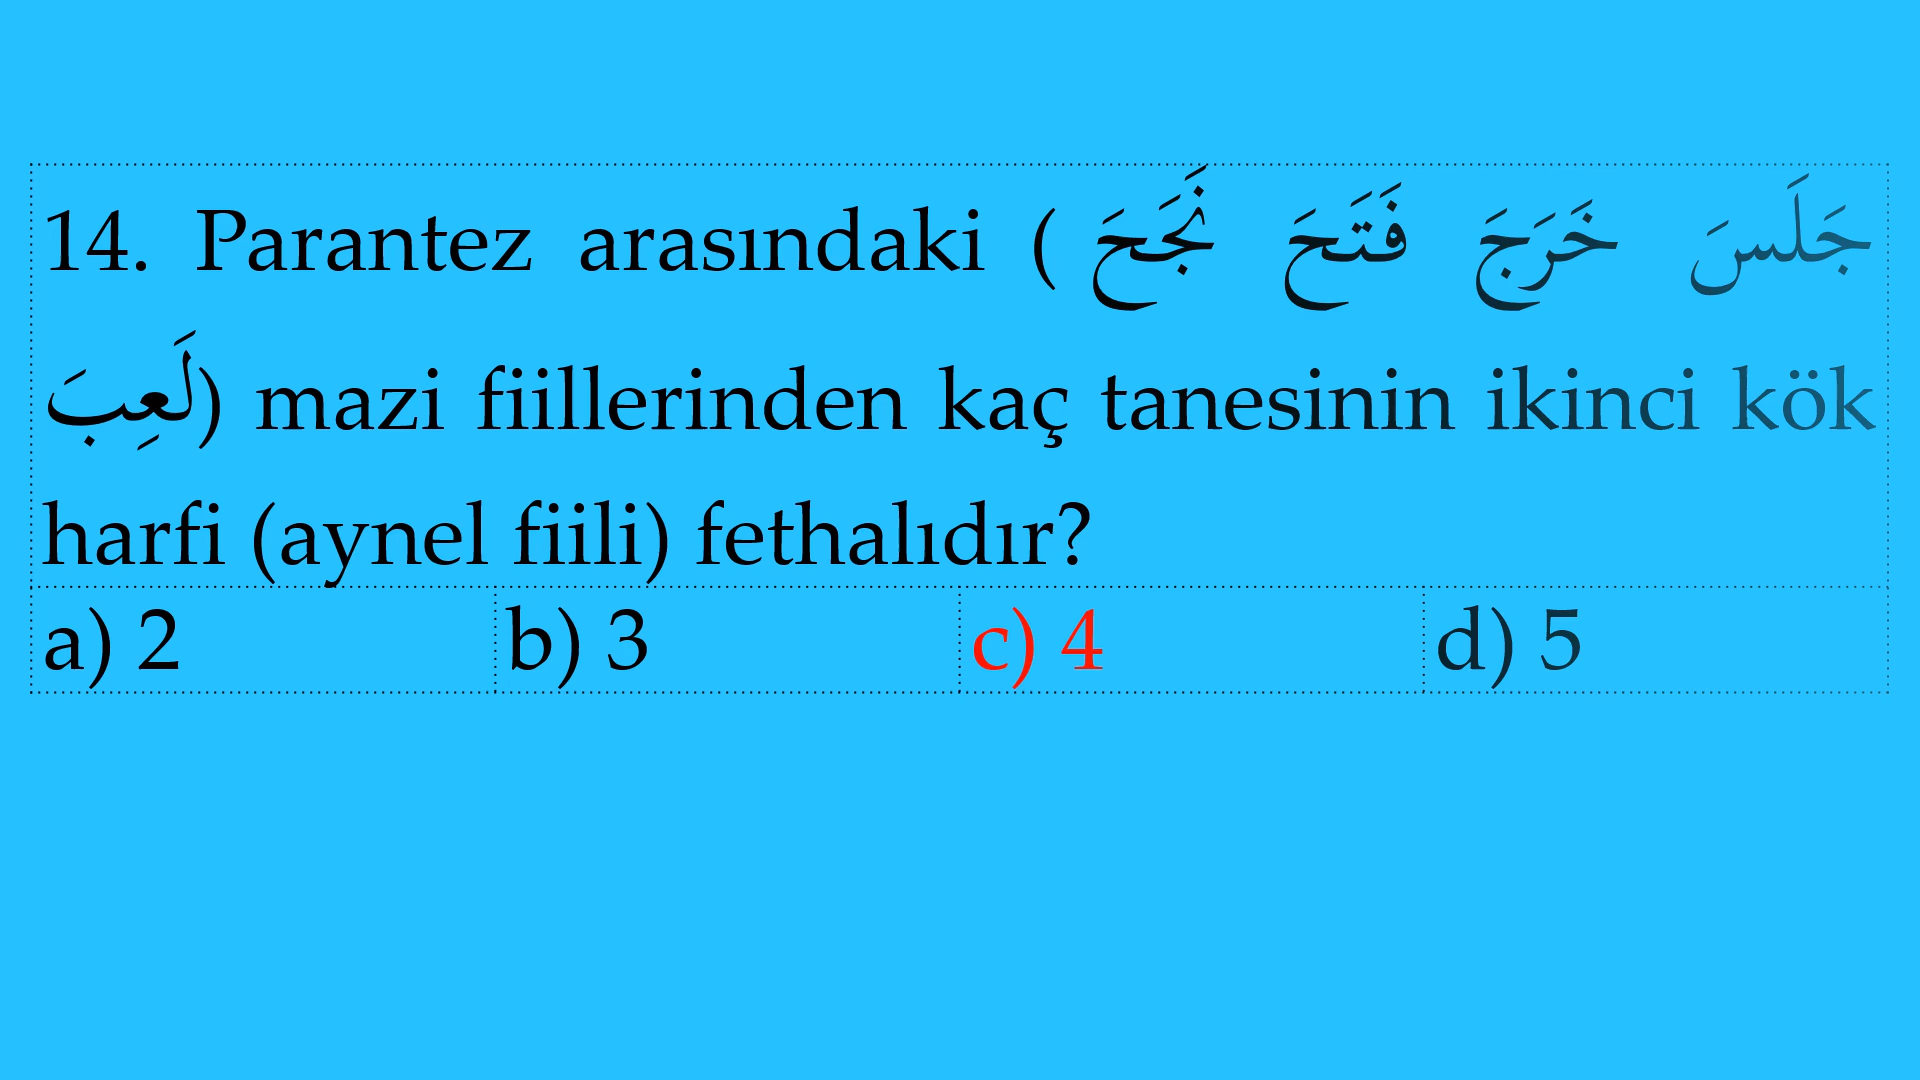 14. Parantez arasındaki ( جَلَسَ خَرَجَ فَتَحَ نَجَحَ
لَعِبَ) mazi fiillerinden kaç tanesinin ikinci kök
harfi (aynel fiili) fethalıdır?
a) 2 b) 3 c) 4 d) 5